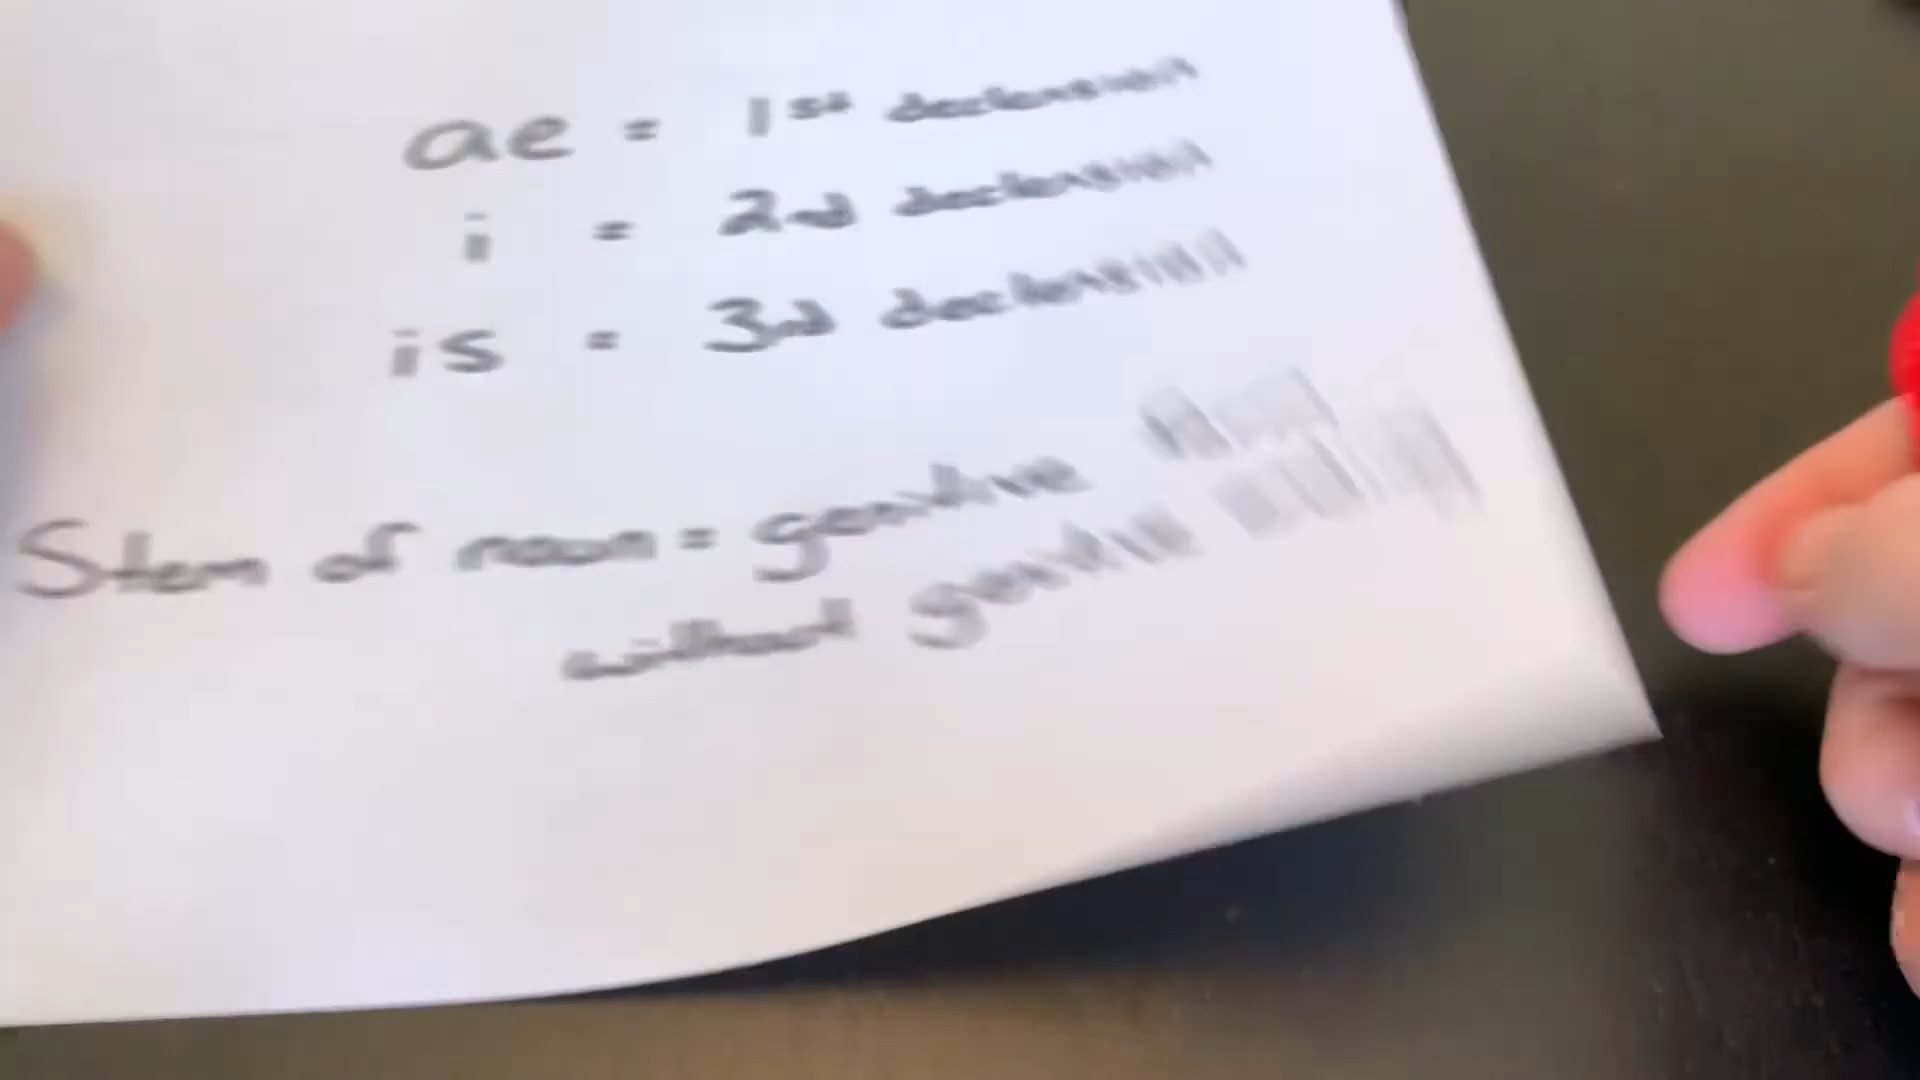 ae = 1st declension
i = 2nd declension
is = 3rd declension
Stem of noun = genitive
without genitive